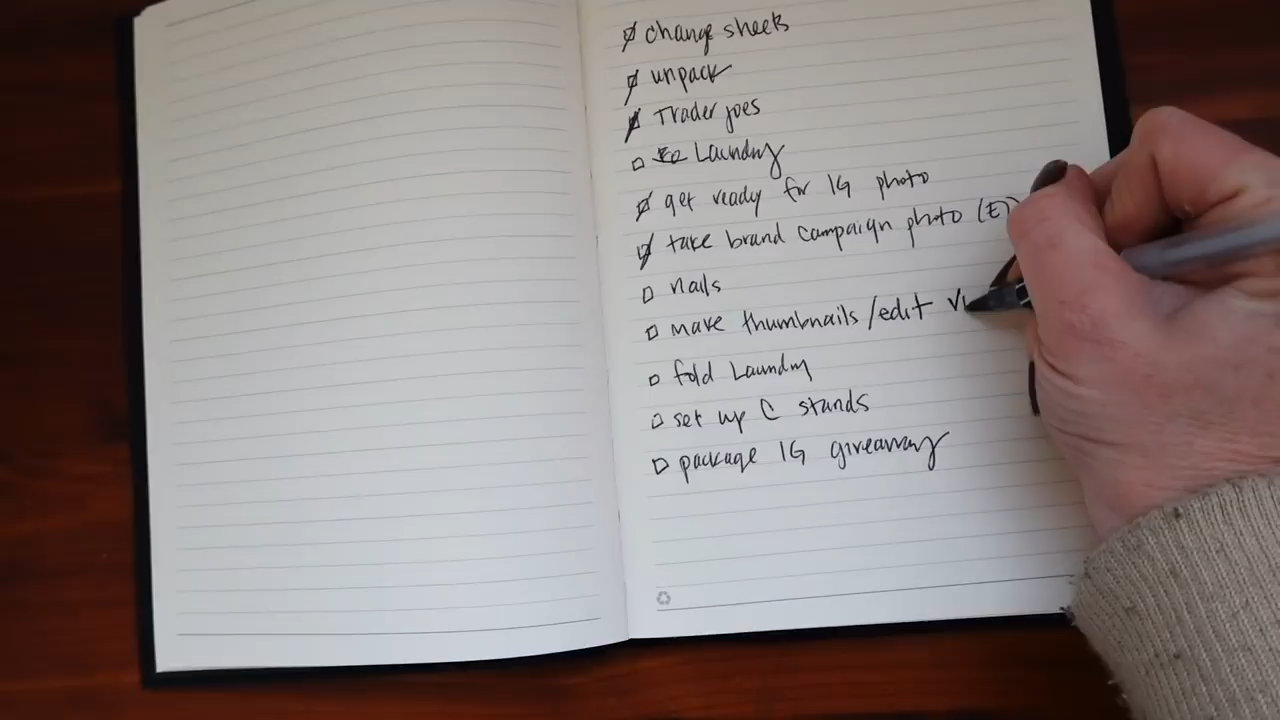 change sheets
unpack
Trader joes
Laundry
get ready for IG photo
take brand campaign photo (E)
nails
make thumbnails/edit vi
fold Laundry
set up C stands
package IG giveaway